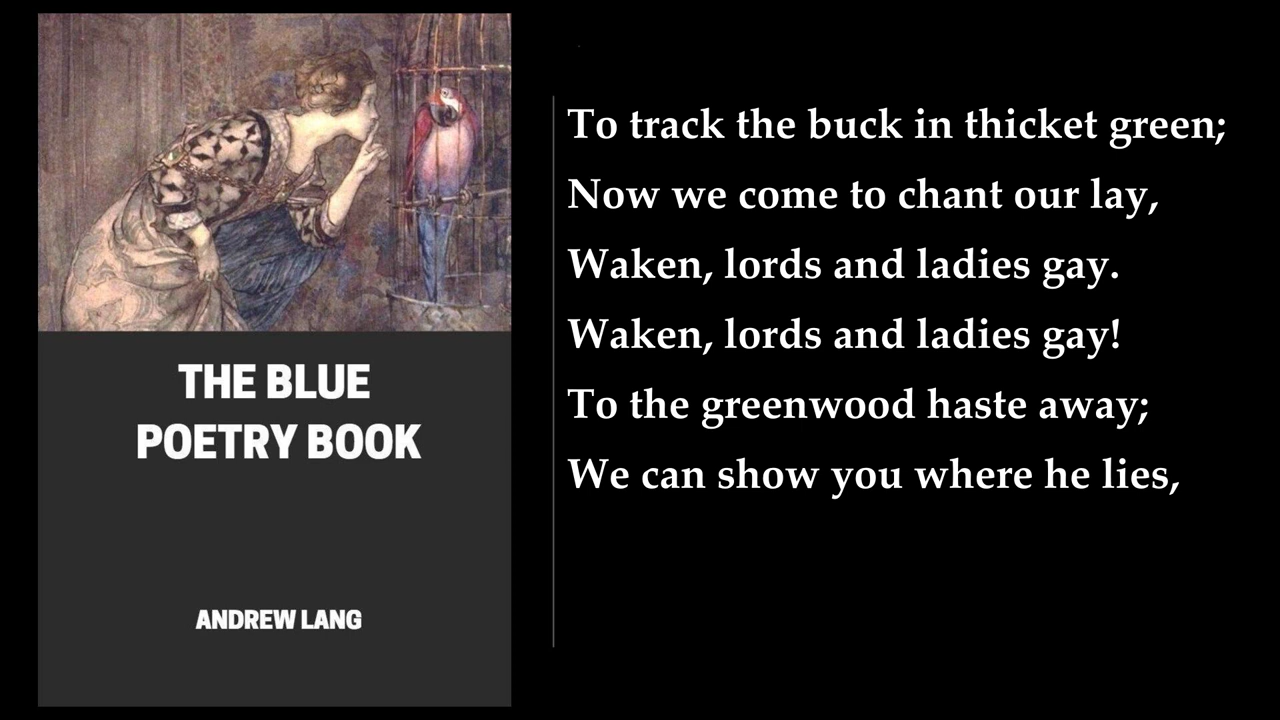 THE BLUE
POETRY BOOK
ANDREW LANG
To track the buck in thicket green;
Now we come to chant our lay,
Waken, lords and ladies gay.
Waken, lords and ladies gay!
To the greenwood haste away;
We can show you where he lies,